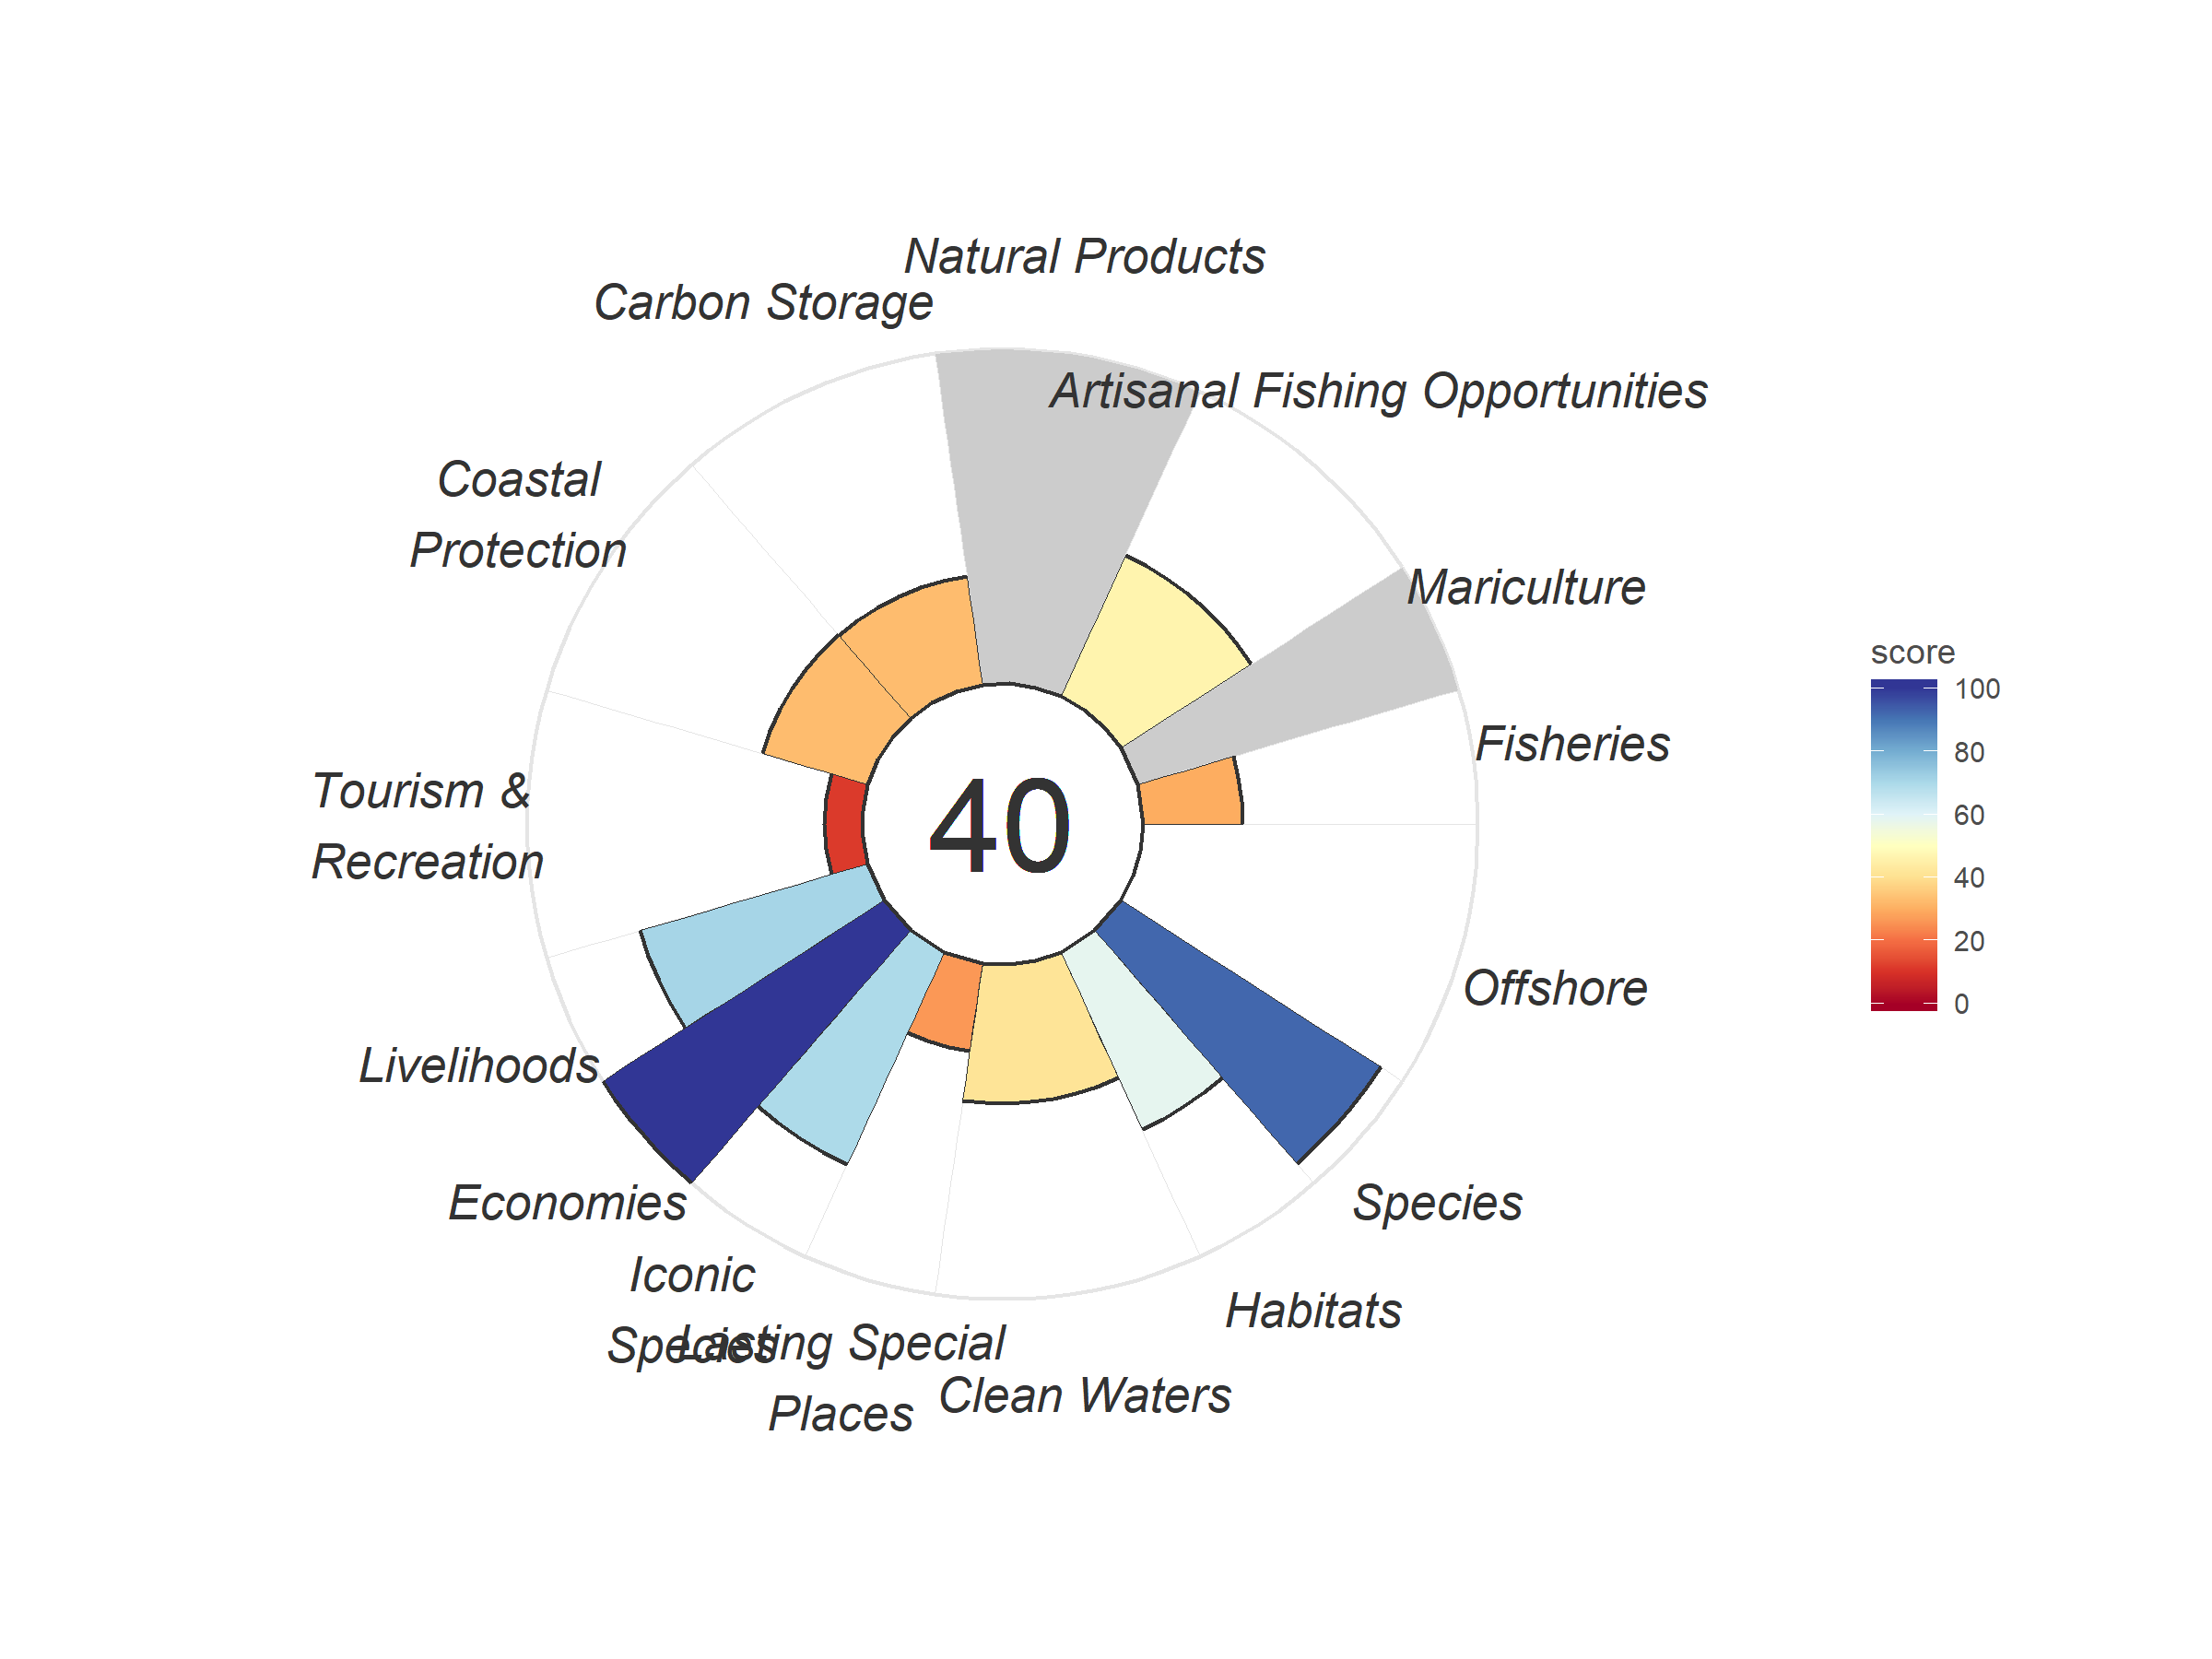 Natural Products
Carbon Storage
Artisanal Fishing Opportunities
Coastal
Protection
Mariculture
Fisheries
Tourism &
Recreation
40
Offshore
Livelihoods
Economies
Species
Iconic
Species
Habitats
Lasting Special
Places
Clean Waters
score
100
80
60
40
20
0